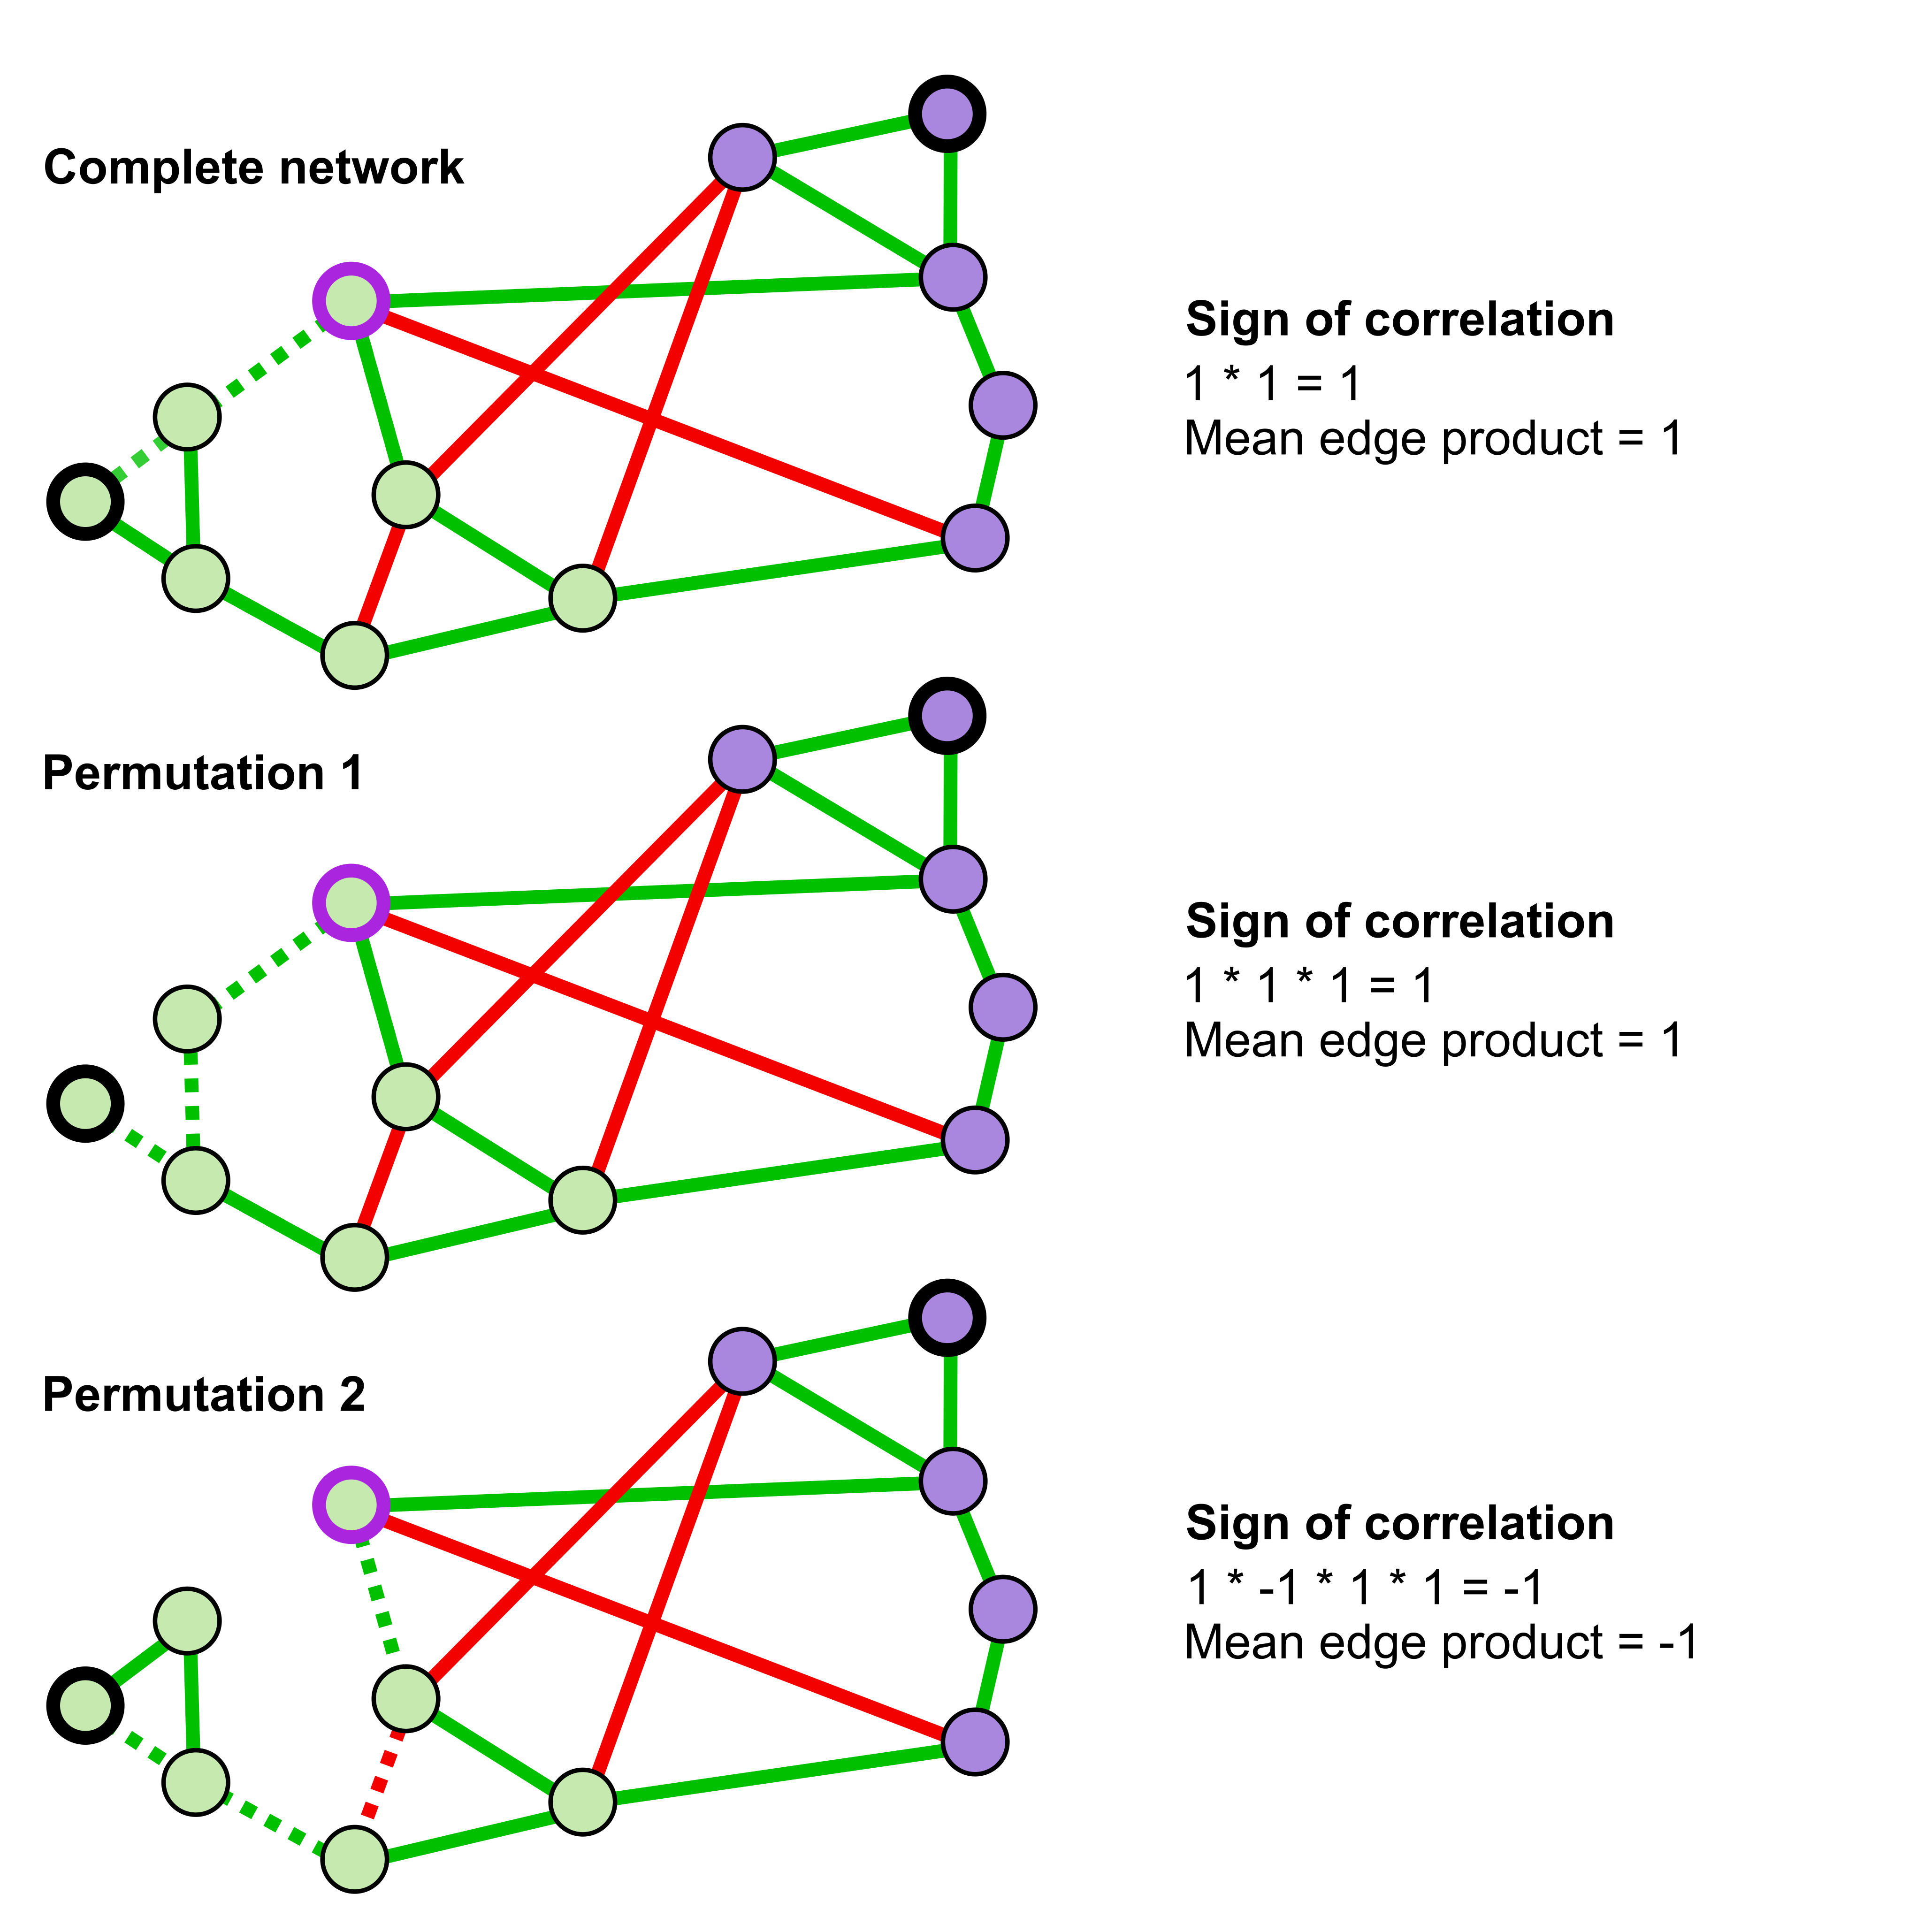 Complete network
Sign of correlation
1 * 1 = 1
Mean edge product = 1
Permutation 1
Sign of correlation
1 * 1 * 1 = 1
Mean edge product = 1
Permutation 2
Sign of correlation
1 * -1 * 1 * 1 = -1
Mean edge product = -1